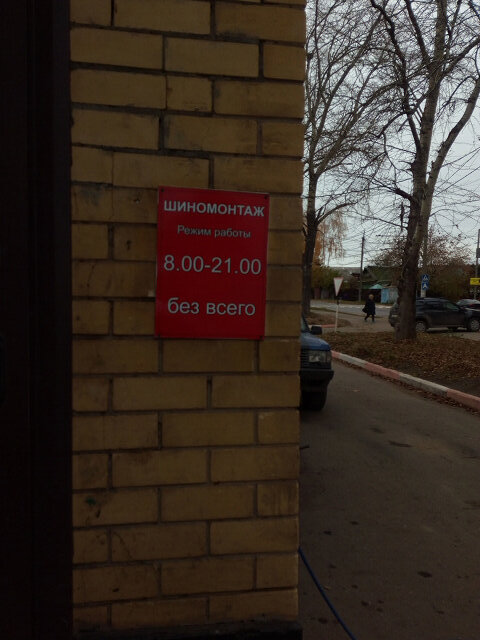 ШИНОМОНТАЖ
Режим работы
8.00-21.00
без всего